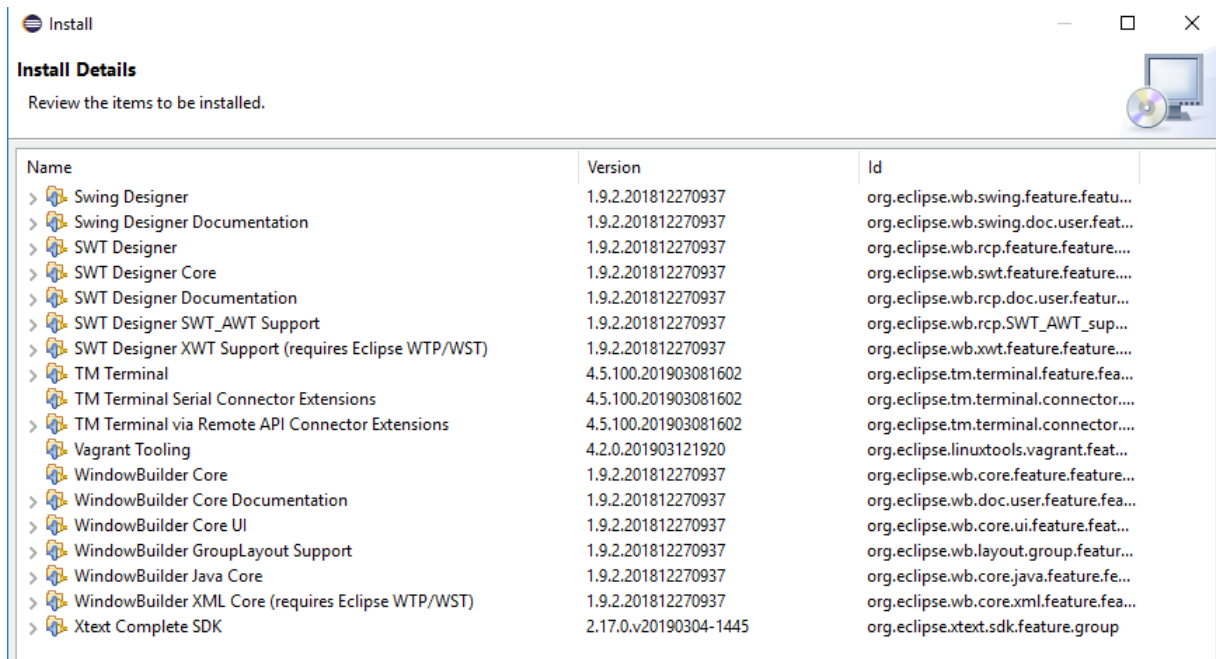 Install
Install Details
Review the items to be installed.
Name Version Id
Swing Designer 1.9.2.201812270937 org.eclipse.wb.swing.feature.featu...
Swing Designer Documentation 1.9.2.201812270937 org.eclipse.wb.swing.doc.user.feat...
SWT Designer 1.9.2.201812270937 org.eclipse.wb.rcp.feature.feature....
SWT Designer Core 1.9.2.201812270937 org.eclipse.wb.swt.feature.feature....
SWT Designer Documentation 1.9.2.201812270937 org.eclipse.wb.rcp.doc.user.featur...
SWT Designer SWT_AWT Support 1.9.2.201812270937 org.eclipse.wb.rcp.SWT_AWT_sup...
SWT Designer XWT Support (requires Eclipse WTP/WST) 1.9.2.201812270937 org.eclipse.wb.xwt.feature.feature....
TM Terminal 4.5.100.201903081602 org.eclipse.tm.terminal.feature.fea...
TM Terminal Serial Connector Extensions 4.5.100.201903081602 org.eclipse.tm.terminal.connector....
TM Terminal via Remote API Connector Extensions 4.5.100.201903081602 org.eclipse.tm.terminal.connector....
Vagrant Tooling 4.2.0.201903121920 org.eclipse.linuxtools.vagrant.feat...
WindowBuilder Core 1.9.2.201812270937 org.eclipse.wb.core.feature.feature...
WindowBuilder Core Documentation 1.9.2.201812270937 org.eclipse.wb.doc.user.feature.fea...
WindowBuilder Core UI 1.9.2.201812270937 org.eclipse.wb.core.ui.feature.feat...
WindowBuilder GroupLayout Support 1.9.2.201812270937 org.eclipse.wb.layout.group.featur...
WindowBuilder Java Core 1.9.2.201812270937 org.eclipse.wb.core.java.feature.fe...
WindowBuilder XML Core (requires Eclipse WTP/WST) 1.9.2.201812270937 org.eclipse.wb.core.xml.feature.fea...
Xtext Complete SDK 2.17.0.v20190304-1445 org.eclipse.xtext.sdk.feature.group